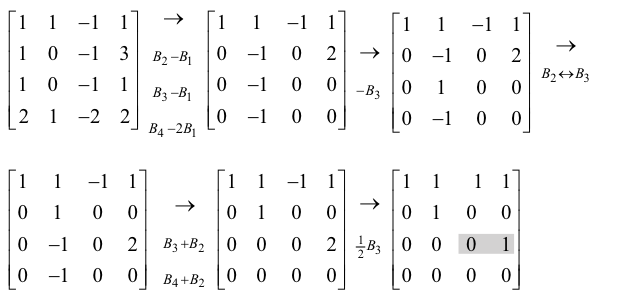 1 1 −1 1 → 1 1 −1 1 1 1 −1 1
1 0 −1 3 B₂−B₁ 0 −1 0 2 → 0 −1 0 2 →
1 0 −1 1 B₃−B₁ 0 −1 0 0 −B₃ 0 1 0 0 B₂↔B₃
2 1 −2 2 B₄−2B₁ 0 −1 0 0 0 −1 0 0
1 1 −1 1 1 1 −1 1 1 1 1 1
0 1 0 0 → 0 1 0 0 → 0 1 0 0
0 −1 0 2 B₃+B₂ 0 0 0 2 ½B₃ 0 0 0 1
0 −1 0 0 B₄+B₂ 0 0 0 0 0 0 0 0